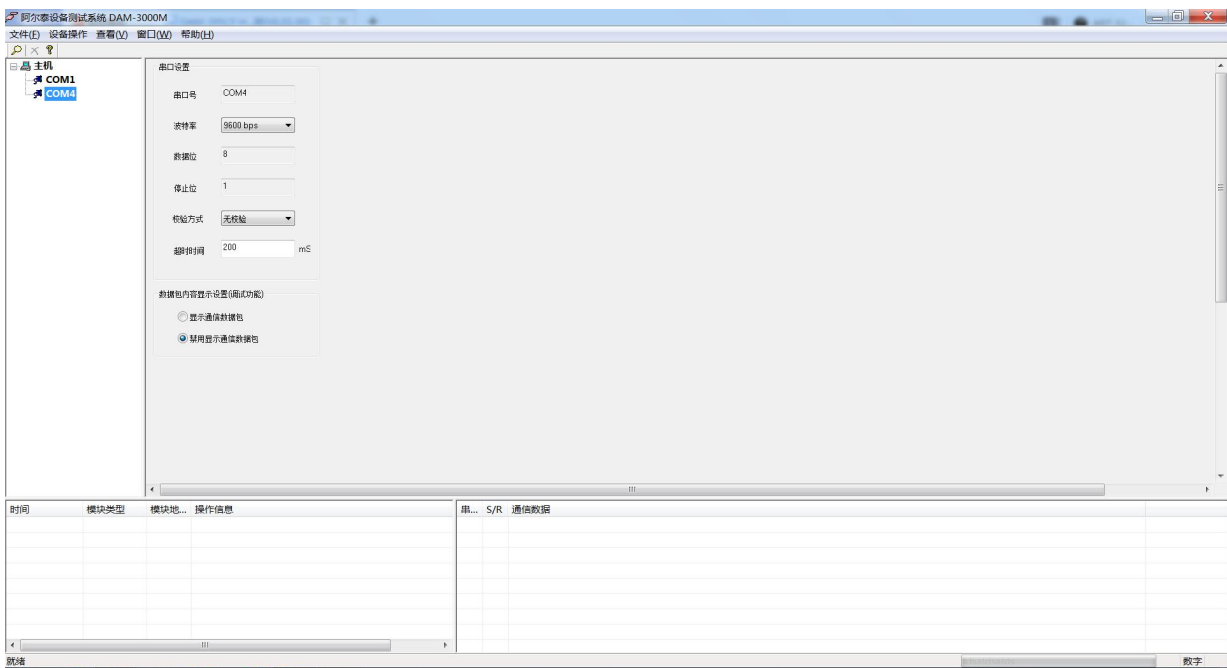 阿尔泰设备测试系统 DAM-3000M
文件(F) 设备操作 查看(V) 窗口(W) 帮助(H)
主机
COM1
COM4
串口设置
串口号 COM4
波特率 9600 bps
数据位 8
停止位 1
校验方式 无校验
超时时间 200 mS
数据包内容显示设置(调试功能)
显示通信数据包
禁用显示通信数据包
时间 模块类型 模块地... 操作信息
串... S/R 通信数据
就绪
数字